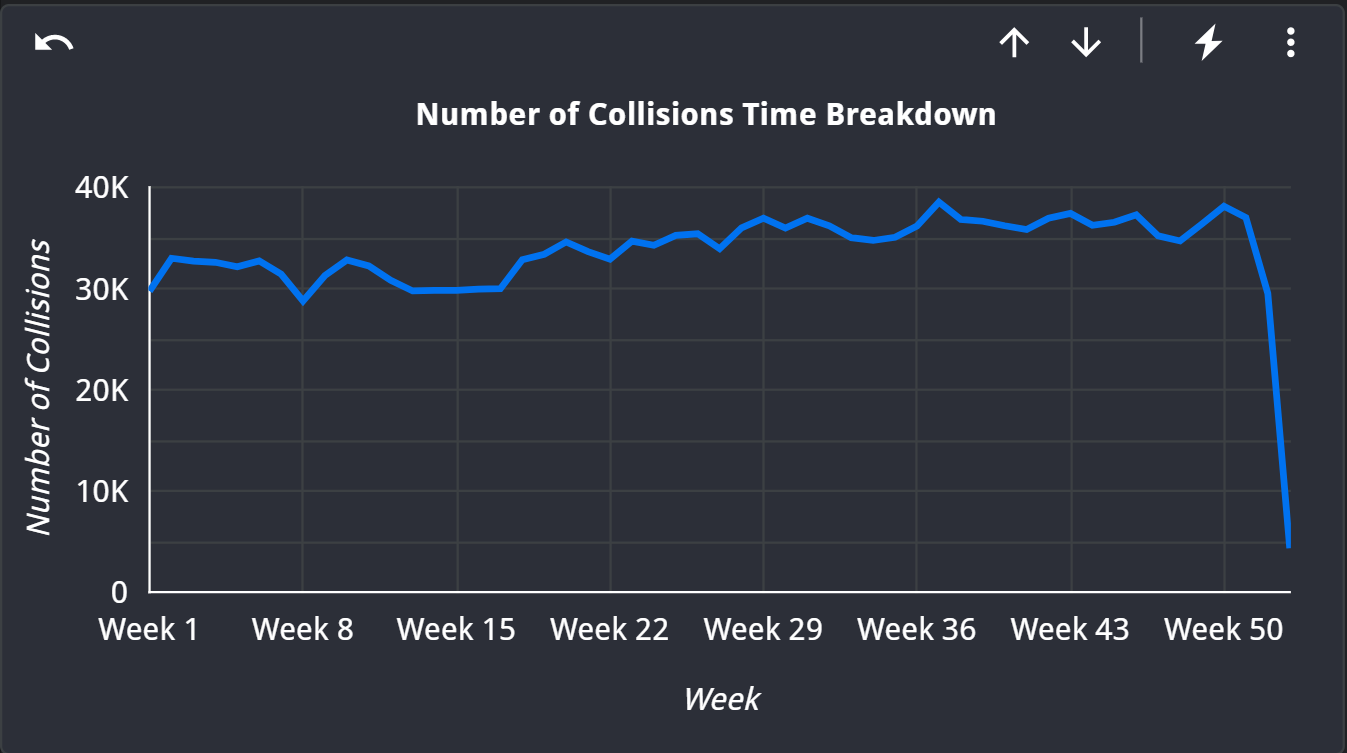 Number of Collisions Time Breakdown
Number of Collisions
40K
30K
20K
10K
0
Week 1 Week 8 Week 15 Week 22 Week 29 Week 36 Week 43 Week 50
Week